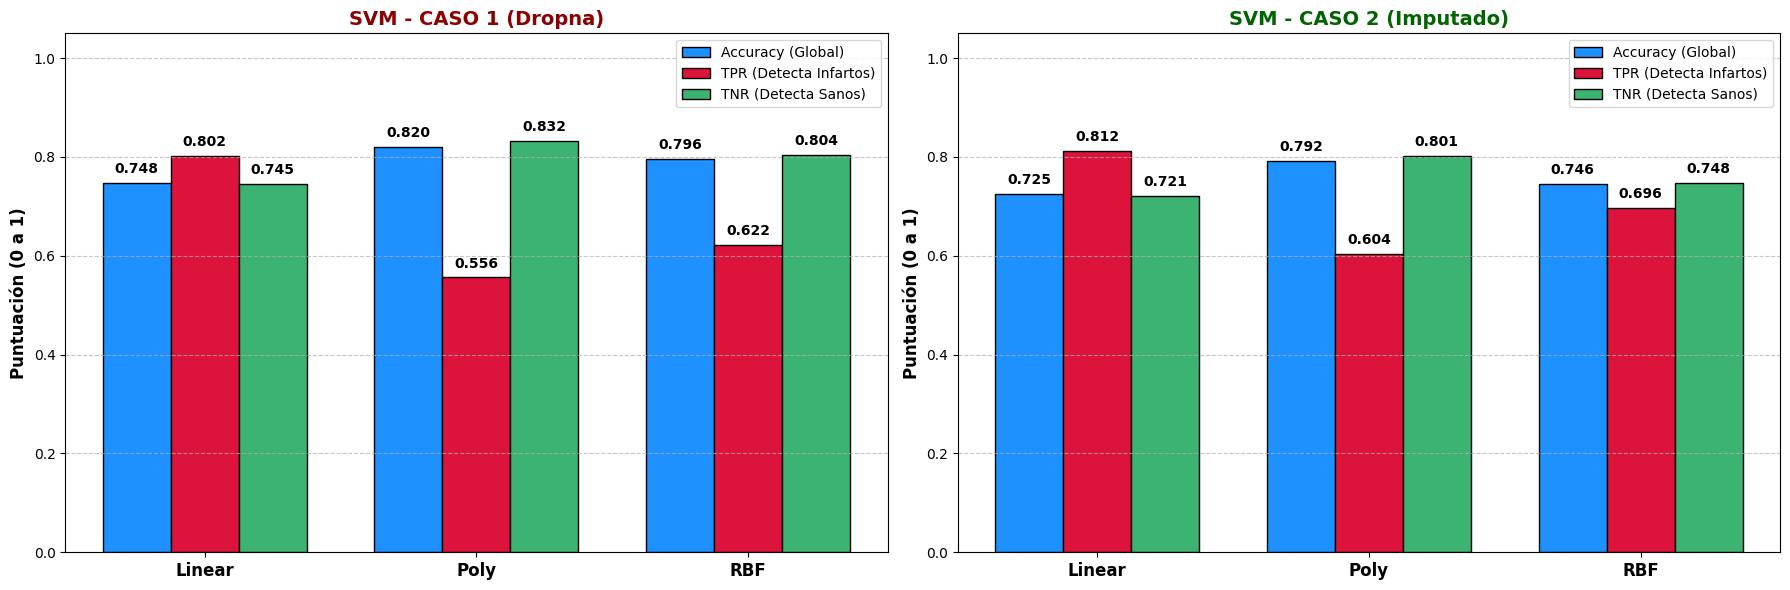 SVM - CASO 1 (Dropna)
Puntuación (0 a 1)
1.0
0.8
0.6
0.4
0.2
0.0
Accuracy (Global)
TPR (Detecta Infartos)
TNR (Detecta Sanos)
0.748
0.802
0.745
0.820
0.556
0.832
0.796
0.622
0.804
Linear
Poly
RBF
SVM - CASO 2 (Imputado)
Puntuación (0 a 1)
1.0
0.8
0.6
0.4
0.2
0.0
Accuracy (Global)
TPR (Detecta Infartos)
TNR (Detecta Sanos)
0.725
0.812
0.721
0.792
0.604
0.801
0.746
0.696
0.748
Linear
Poly
RBF